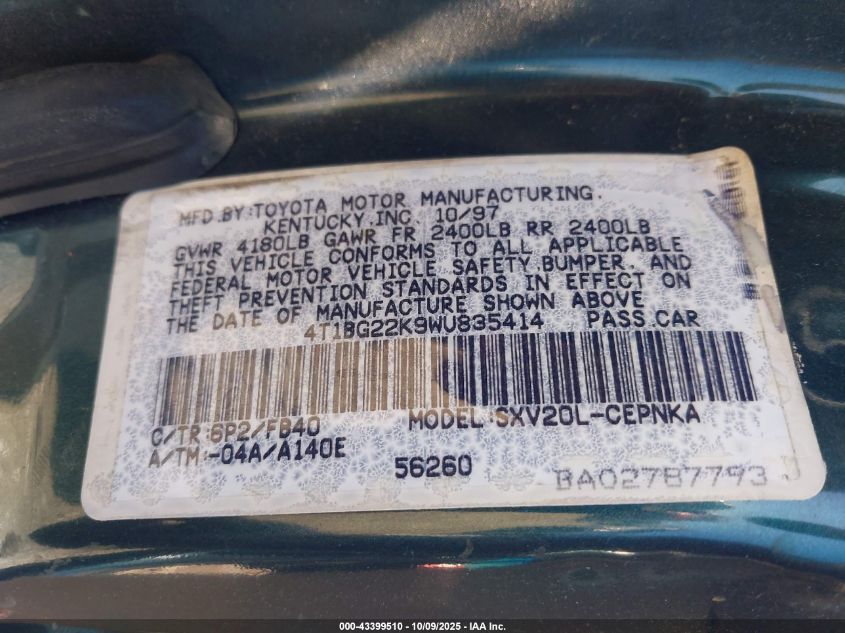 MFD.BY:TOYOTA MOTOR MANUFACTURING.
KENTUCKY.INC. 10/97
GVWR 4180LB GAWR FR 2400LB RR 2400LB
THIS VEHICLE CONFORMS TO ALL APPLICABLE
FEDERAL MOTOR VEHICLE SAFETY.BUMPER. AND
THEFT PREVENTION STANDARDS IN EFFECT ON
THE DATE OF MANUFACTURE SHOWN ABOVE
4T1BG22K9WU835414 PASS.CAR
C/TR:6P2/FB40 MODEL:SXV20L-CEPNKA
A/TM:-04A/A140E
56260
BA02787793
000-43399510 - 10/09/2025 - IAA Inc.